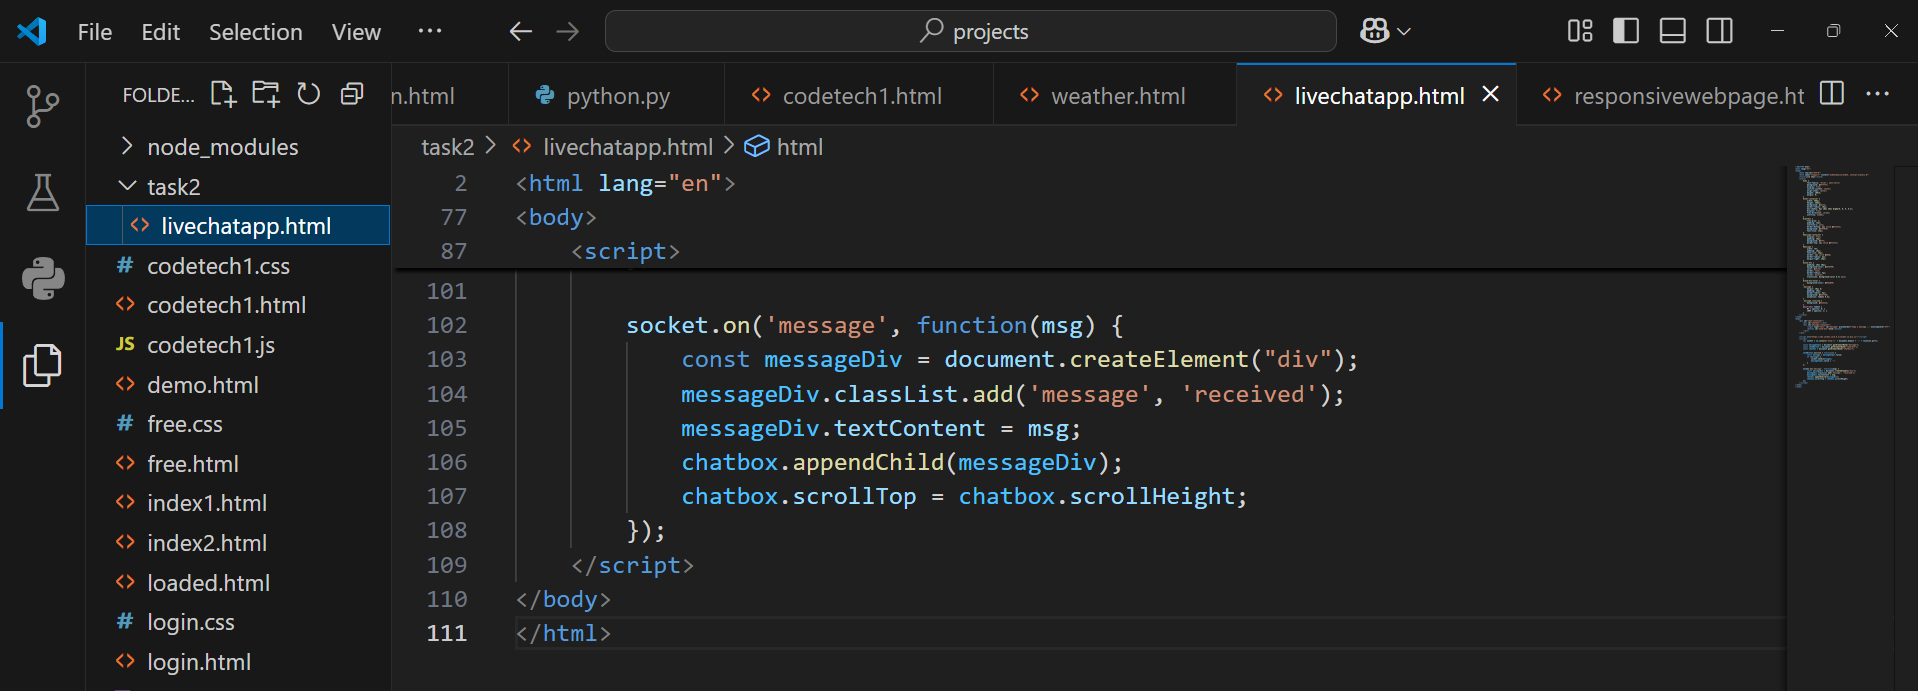 File Edit Selection View ··· projects
FOLDE...
n.html python.py codetech1.html weather.html livechatapp.html responsivewebpage.ht ···
task2 > livechatapp.html > html
node_modules
task2
livechatapp.html
# codetech1.css
codetech1.html
JS codetech1.js
demo.html
# free.css
free.html
index1.html
index2.html
loaded.html
# login.css
login.html
2 <html lang="en">
77 <body>
87 <script>
101
102 socket.on('message', function(msg) {
103 const messageDiv = document.createElement("div");
104 messageDiv.classList.add('message', 'received');
105 messageDiv.textContent = msg;
106 chatbox.appendChild(messageDiv);
107 chatbox.scrollTop = chatbox.scrollHeight;
108 });
109 </script>
110 </body>
111 </html>